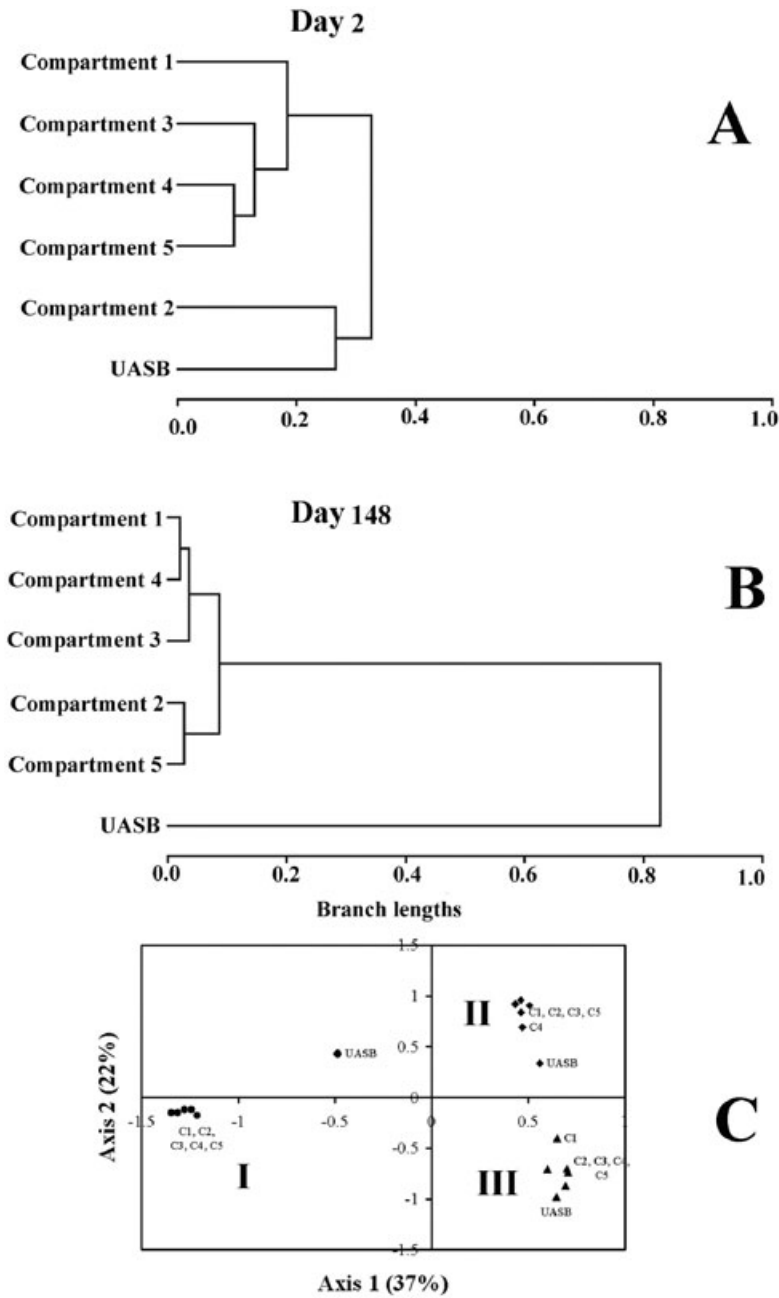 Day 2
Compartment 1
Compartment 3
Compartment 4
Compartment 5
Compartment 2
UASB
0.0 0.2 0.4 0.6 0.8 1.0
A
Day 148
Compartment 1
Compartment 4
Compartment 3
Compartment 2
Compartment 5
UASB
0.0 0.2 0.4 0.6 0.8 1.0
Branch lengths
B
1.5
1
0.5
0
-0.5
-1
-1.5
-1.5 -1 -0.5 0 0.5 1
Axis 2 (22%)
Axis 1 (37%)
II
C1, C2, C3, C5
C4
UASB
UASB
C1, C2,
C3, C4, C5
I
C1
III
C2, C3, C4,
C5
UASB
C